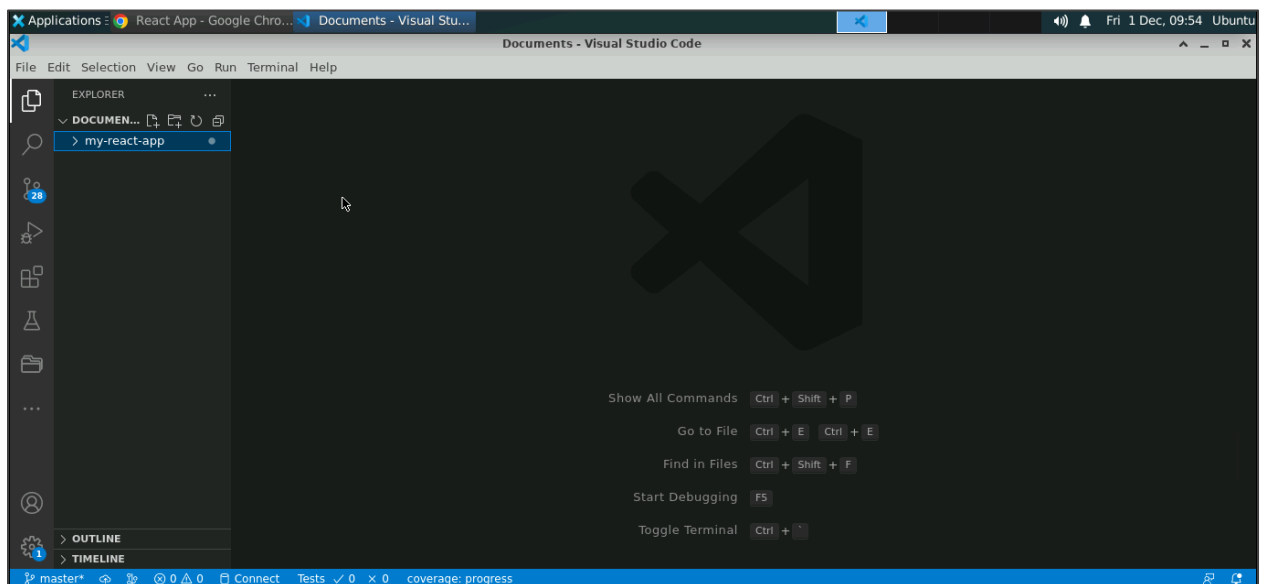 Applications
React App - Google Chro...
Documents - Visual Stu...
Fri 1 Dec, 09:54 Ubuntu
Documents - Visual Studio Code
File Edit Selection View Go Run Terminal Help
EXPLORER
DOCUMEN...
my-react-app
28
Show All Commands Ctrl + Shift + P
Go to File Ctrl + E Ctrl + E
Find in Files Ctrl + Shift + F
Start Debugging F5
Toggle Terminal Ctrl + `
OUTLINE
1
TIMELINE
master* 0 0 Connect Tests ✓ 0 × 0 coverage: progress